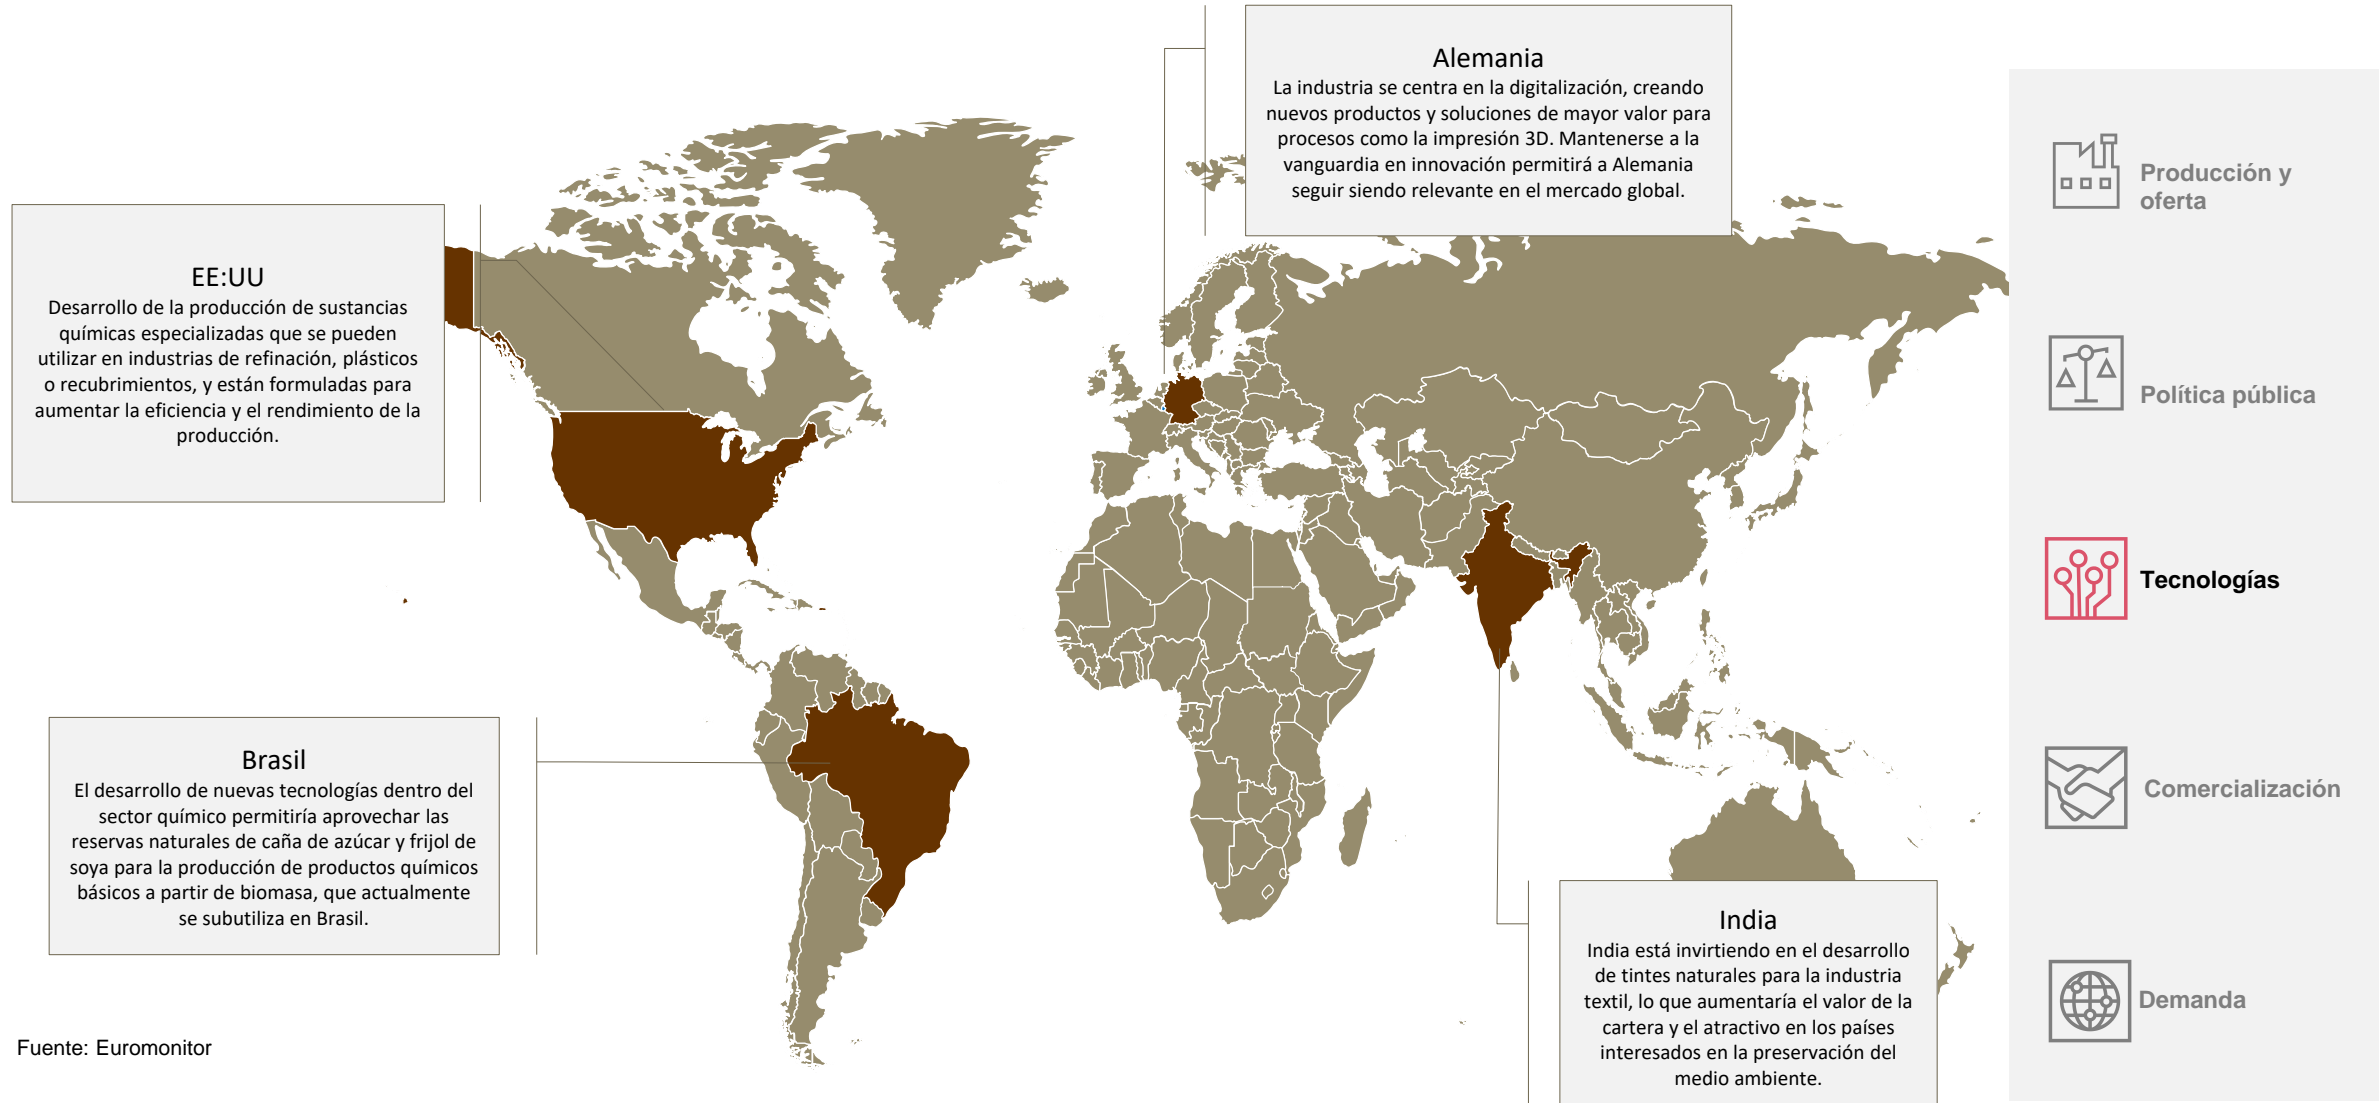 Alemania
La industria se centra en la digitalización, creando
nuevos productos y soluciones de mayor valor para
procesos como la impresión 3D. Mantenerse a la
vanguardia en innovación permitirá a Alemania
seguir siendo relevante en el mercado global.
EE:UU
Desarrollo de la producción de sustancias
químicas especializadas que se pueden
utilizar en industrias de refinación, plásticos
o recubrimientos, y están formuladas para
aumentar la eficiencia y el rendimiento de la
producción.
Brasil
El desarrollo de nuevas tecnologías dentro del
sector químico permitiría aprovechar las
reservas naturales de caña de azúcar y frijol de
soya para la producción de productos químicos
básicos a partir de biomasa, que actualmente
se subutiliza en Brasil.
India
India está invirtiendo en el desarrollo
de tintes naturales para la industria
textil, lo que aumentaría el valor de la
cartera y el atractivo en los países
interesados en la preservación del
medio ambiente.
Producción y
oferta
Política pública
Tecnologías
Comercialización
Demanda
Fuente: Euromonitor